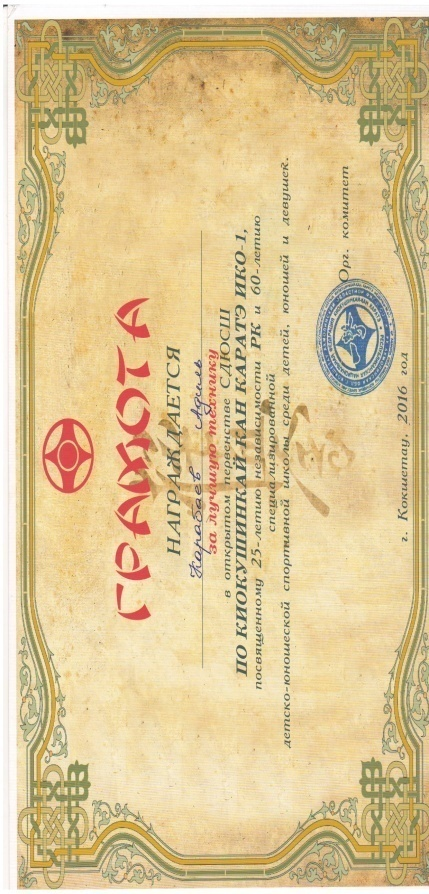 ГРАМОТА
НАГРАЖДАЕТСЯ
Карабаев Адиль
за лучшую технику
в открытом первенстве СДЮСШ
ПО КИОКУШИНКАЙ КАН КАРАТЭ ИКО-1,
посвященному 25-летию независимости РК и 60-летию
специализированной
детско-юношеской спортивной школы среди детей, юношей и девушек.
Орг. комитет
г. Кокшетау, 2016 год